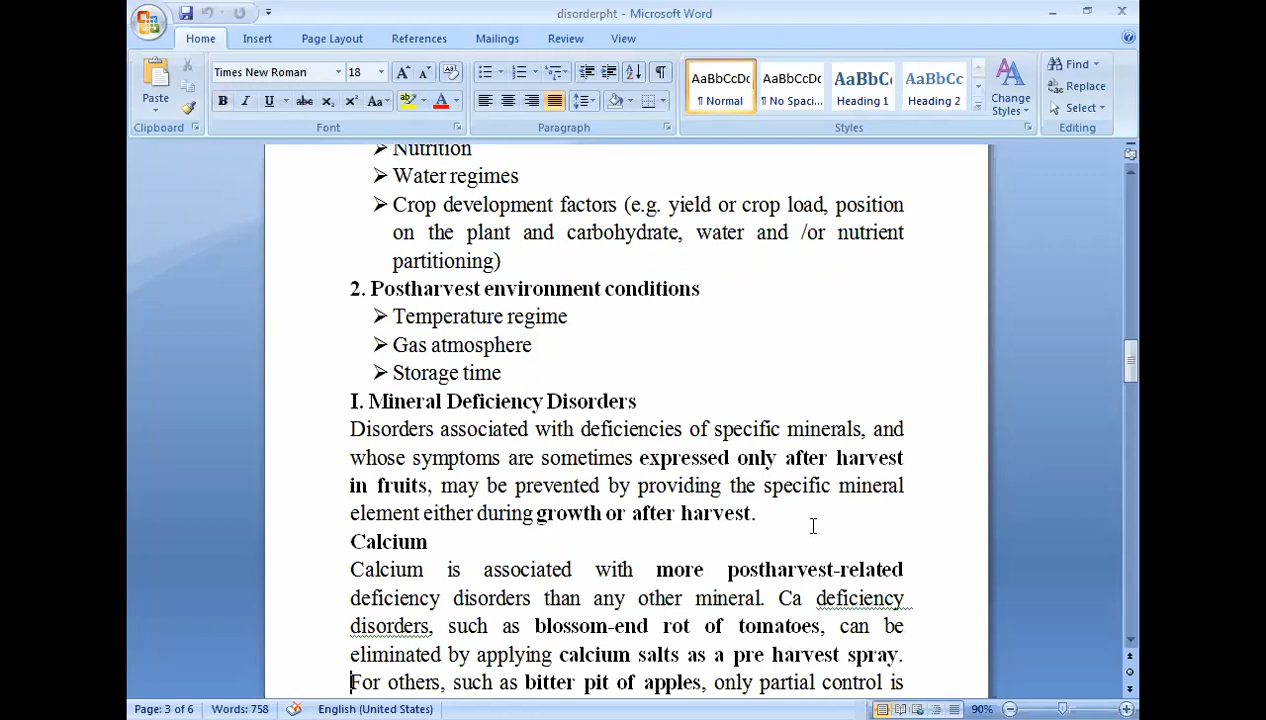 disorderpht - Microsoft Word
Home Insert Page Layout References Mailings Review View
Times New Roman 18
AaBbCcDc AaBbCcDc AaBbC AaBbCc
Paste
¶ Normal ¶ No Spaci... Heading 1 Heading 2
Change Styles
Find
Replace
Select
Clipboard Font Paragraph Styles Editing
Nutrition
Water regimes
Crop development factors (e.g. yield or crop load, position
on the plant and carbohydrate, water and /or nutrient
partitioning)
2. Postharvest environment conditions
Temperature regime
Gas atmosphere
Storage time
I. Mineral Deficiency Disorders
Disorders associated with deficiencies of specific minerals, and
whose symptoms are sometimes expressed only after harvest
in fruits, may be prevented by providing the specific mineral
element either during growth or after harvest.
Calcium
Calcium is associated with more postharvest-related
deficiency disorders than any other mineral. Ca deficiency
disorders, such as blossom-end rot of tomatoes, can be
eliminated by applying calcium salts as a pre harvest spray.
For others, such as bitter pit of apples, only partial control is
Page: 3 of 6 Words: 758 English (United States) 90%